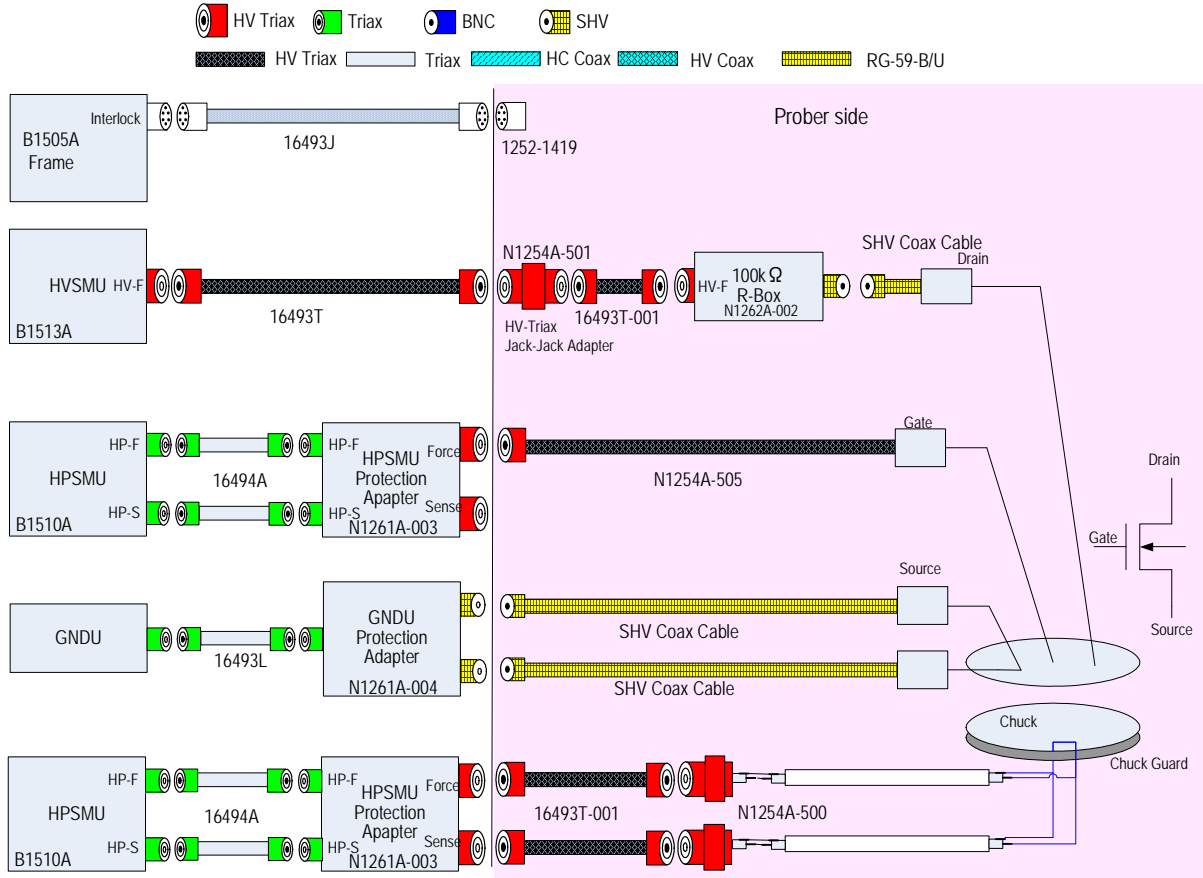 HV Triax
Triax
BNC
SHV
HV Triax
Triax
HC Coax
HV Coax
RG-59-B/U
Prober side
Interlock
B1505A
Frame
16493J
1252-1419
HVSMU
HV-F
B1513A
16493T
N1254A-501
HV-Triax
Jack-Jack Adapter
16493T-001
HV-F
100k Ω
R-Box
N1262A-002
SHV Coax Cable
Drain
HPSMU
B1510A
HP-F
HP-S
16494A
HP-F
HP-S
HPSMU
Protection
Apapter
N1261A-003
Force
Sense
N1254A-505
Gate
Drain
Gate
Source
GNDU
16493L
GNDU
Protection
Adapter
N1261A-004
SHV Coax Cable
Source
SHV Coax Cable
Chuck
Chuck Guard
HPSMU
B1510A
HP-F
HP-S
16494A
HP-F
HP-S
HPSMU
Protection
Apapter
N1261A-003
Force
Sense
16493T-001
N1254A-500